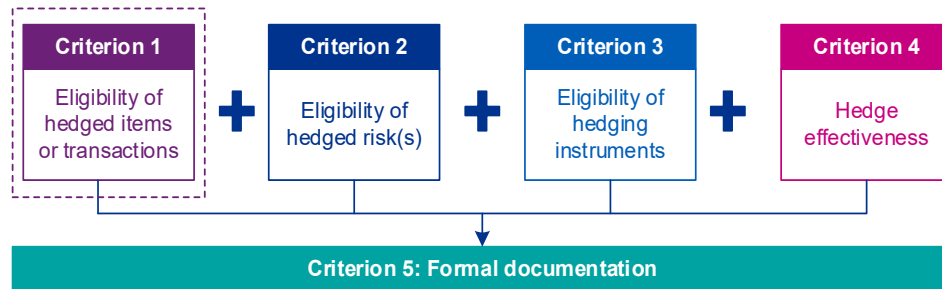 Criterion 1
Eligibility of
hedged items
or transactions
Criterion 2
Eligibility of
hedged risk(s)
Criterion 3
Eligibility of
hedging
instruments
Criterion 4
Hedge
effectiveness
Criterion 5: Formal documentation